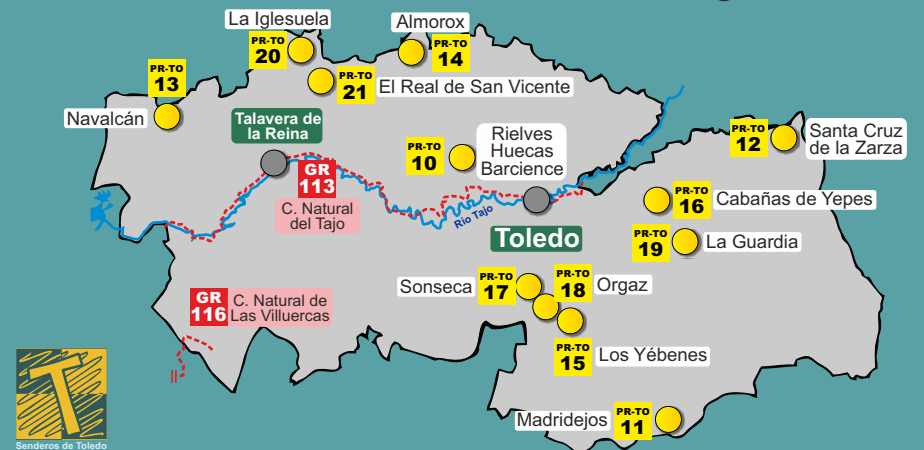 La Iglesuela
PR-TO
20
Almorox
PR-TO
14
PR-TO
13
Navalcán
PR-TO
21
El Real de San Vicente
Talavera de
la Reina
GR
113
C. Natural
del Tajo
PR-TO
10
Rielves
Huecas
Barcience
PR-TO
12
Santa Cruz
de la Zarza
Río Tajo
Toledo
PR-TO
16
Cabañas de Yepes
PR-TO
19
La Guardia
Sonseca
PR-TO
17
PR-TO
18
Orgaz
GR
116
C. Natural de
Las Villuercas
PR-TO
15
Los Yébenes
Madridejos
PR-TO
11
T
Senderos de Toledo